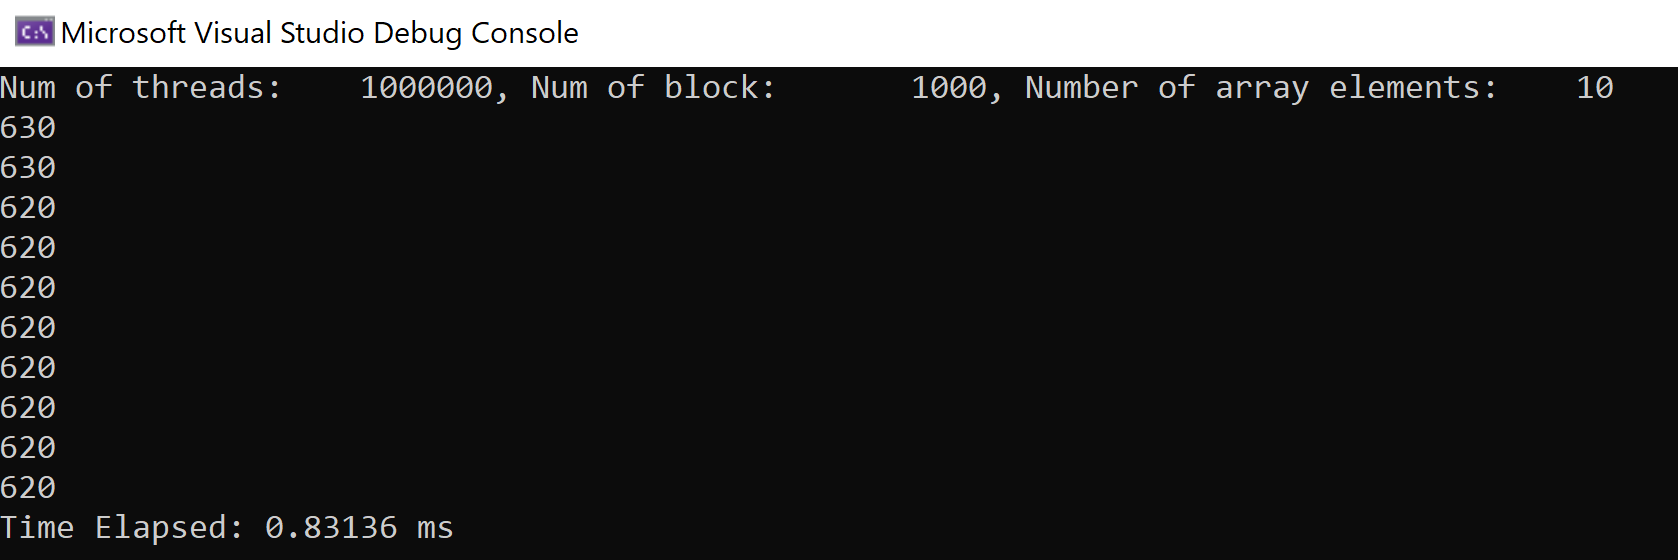 C:\
Microsoft Visual Studio Debug Console
Num of threads:    1000000, Num of block:       1000, Number of array elements:    10
630
630
620
620
620
620
620
620
620
620
Time Elapsed: 0.83136 ms